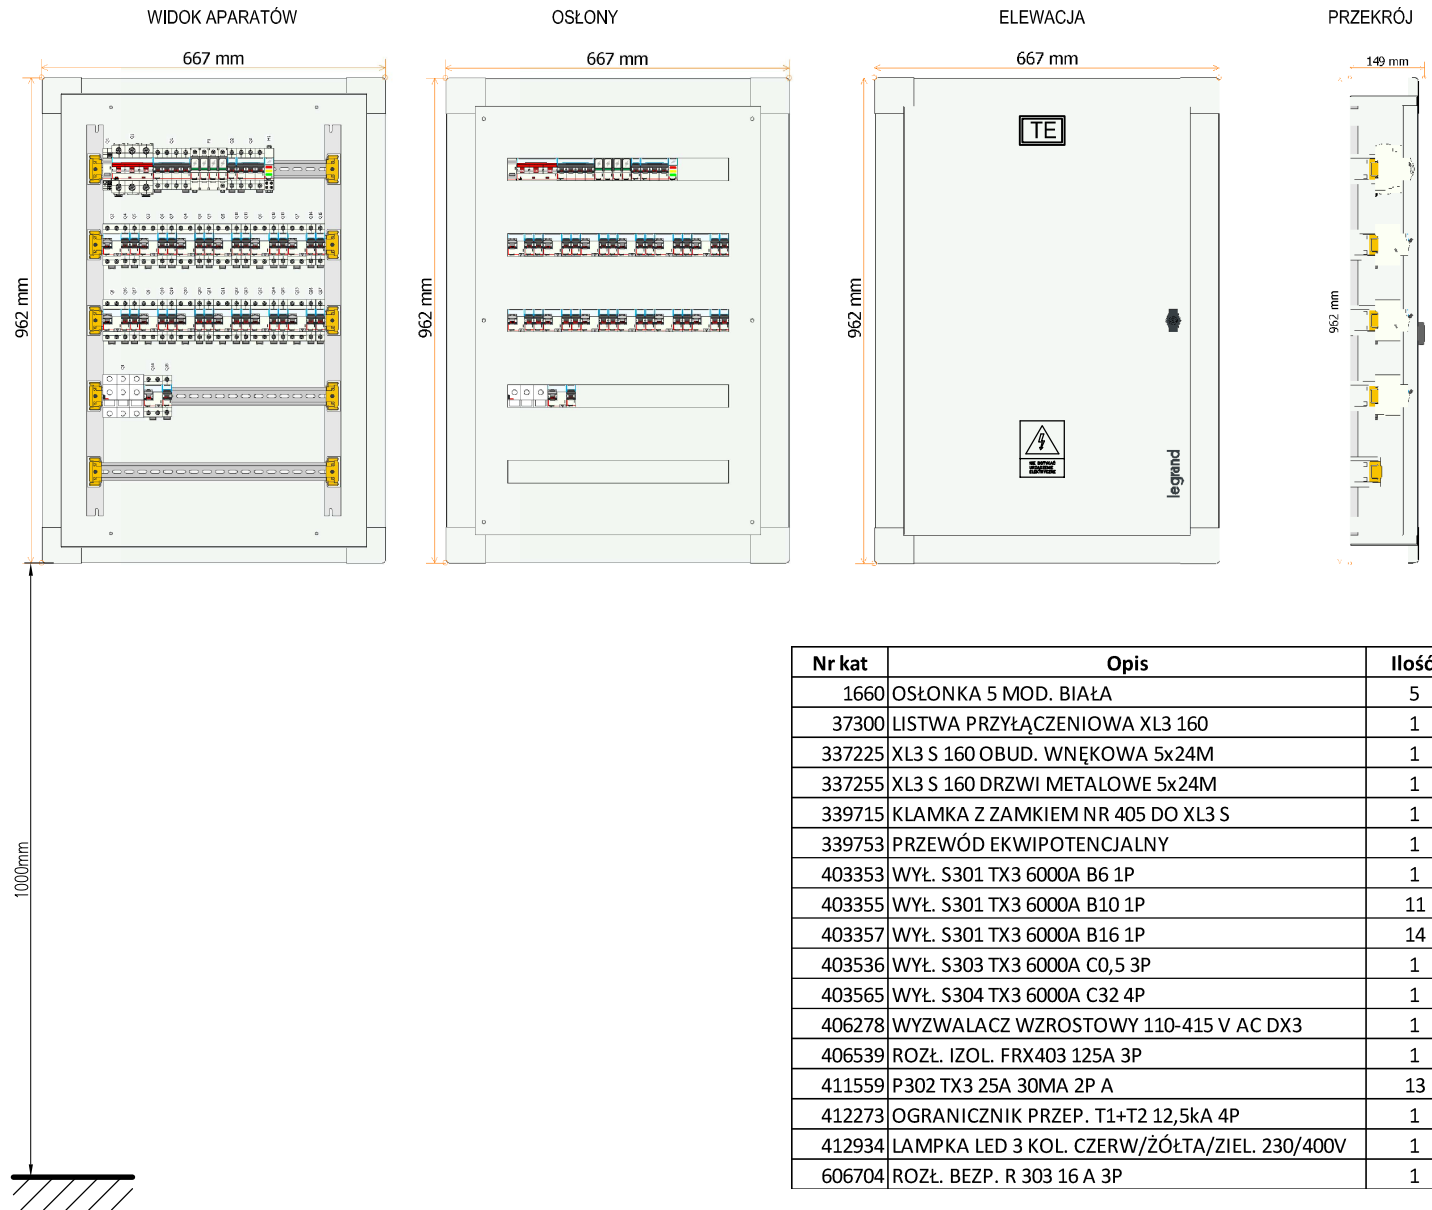 WIDOK APARATÓW
OSŁONY
ELEWACJA
PRZEKRÓJ
667 mm
667 mm
667 mm
149 mm
962 mm
962 mm
962 mm
962 mm
TE
NIE DOTYKAĆ
URZĄDZENIE
ELEKTRYCZNE
legrand
1000mm
Nr kat Opis Ilość
1660 OSŁONKA 5 MOD. BIAŁA 5
37300 LISTWA PRZYŁĄCZENIOWA XL3 160 1
337225 XL3 S 160 OBUD. WNĘKOWA 5x24M 1
337255 XL3 S 160 DRZWI METALOWE 5x24M 1
339715 KLAMKA Z ZAMKIEM NR 405 DO XL3 S 1
339753 PRZEWÓD EKWIPOTENCJALNY 1
403353 WYŁ. S301 TX3 6000A B6 1P 1
403355 WYŁ. S301 TX3 6000A B10 1P 11
403357 WYŁ. S301 TX3 6000A B16 1P 14
403536 WYŁ. S303 TX3 6000A C0,5 3P 1
403565 WYŁ. S304 TX3 6000A C32 4P 1
406278 WYZWALACZ WZROSTOWY 110-415 V AC DX3 1
406539 ROZŁ. IZOL. FRX403 125A 3P 1
411559 P302 TX3 25A 30MA 2P A 13
412273 OGRANICZNIK PRZEP. T1+T2 12,5kA 4P 1
412934 LAMPKA LED 3 KOL. CZERW/ŻÓŁTA/ZIEL. 230/400V 1
606704 ROZŁ. BEZP. R 303 16 A 3P 1